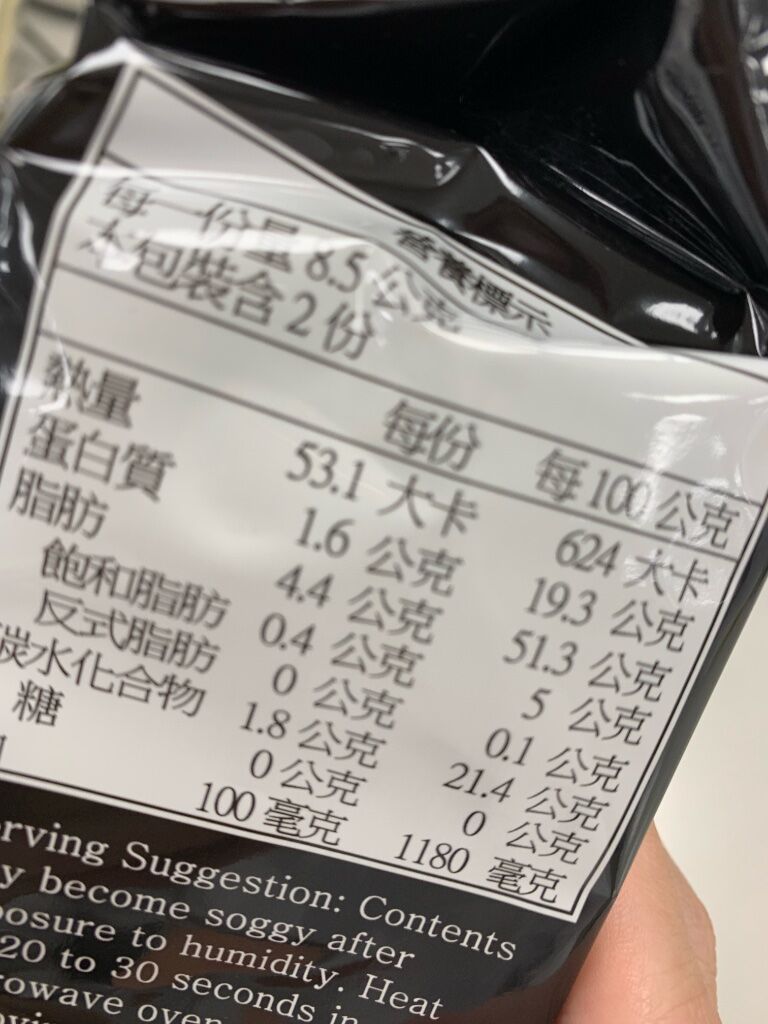 營養標示
每一份量 8.5 公克
本包裝含 2 份
每份 每 100 公克
熱量 53.1 大卡 624 大卡
蛋白質 1.6 公克 19.3 公克
脂肪 4.4 公克 51.3 公克
飽和脂肪 0.4 公克 5 公克
反式脂肪 0 公克 0.1 公克
碳水化合物 1.8 公克 21.4 公克
糖 0 公克 0 公克
100 毫克 1180 毫克
Suggestion: Contents
become soggy after
to humidity. Heat
20 to 30 seconds in